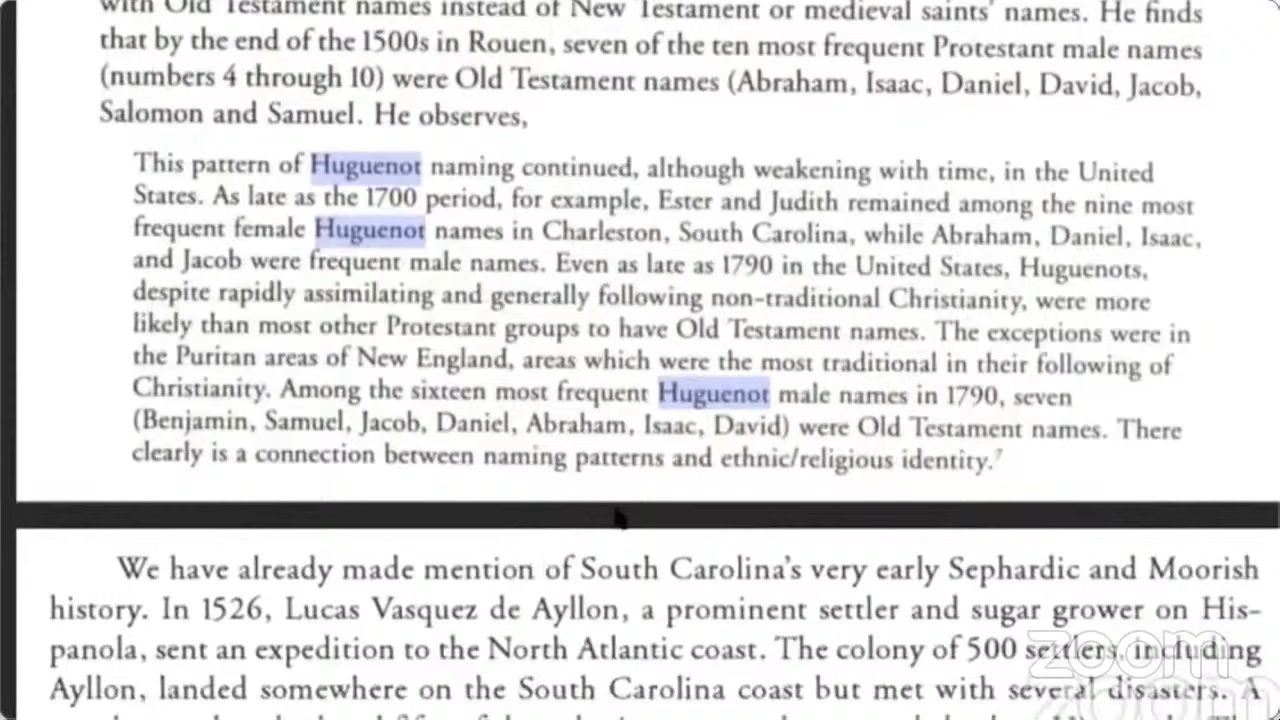 with Old Testament names instead of New Testament or medieval saints' names. He finds
that by the end of the 1500s in Rouen, seven of the ten most frequent Protestant male names
(numbers 4 through 10) were Old Testament names (Abraham, Isaac, Daniel, David, Jacob,
Salomon and Samuel. He observes,
This pattern of Huguenot naming continued, although weakening with time, in the United
States. As late as the 1700 period, for example, Ester and Judith remained among the nine most
frequent female Huguenot names in Charleston, South Carolina, while Abraham, Daniel, Isaac,
and Jacob were frequent male names. Even as late as 1790 in the United States, Huguenots,
despite rapidly assimilating and generally following non-traditional Christianity, were more
likely than most other Protestant groups to have Old Testament names. The exceptions were in
the Puritan areas of New England, areas which were the most traditional in their following of
Christianity. Among the sixteen most frequent Huguenot male names in 1790, seven
(Benjamin, Samuel, Jacob, Daniel, Abraham, Isaac, David) were Old Testament names. There
clearly is a connection between naming patterns and ethnic/religious identity.7
We have already made mention of South Carolina's very early Sephardic and Moorish
history. In 1526, Lucas Vasquez de Ayllon, a prominent settler and sugar grower on His-
panola, sent an expedition to the North Atlantic coast. The colony of 500 settlers, including
Ayllon, landed somewhere on the South Carolina coast but met with several disasters. A
zoom
zoom